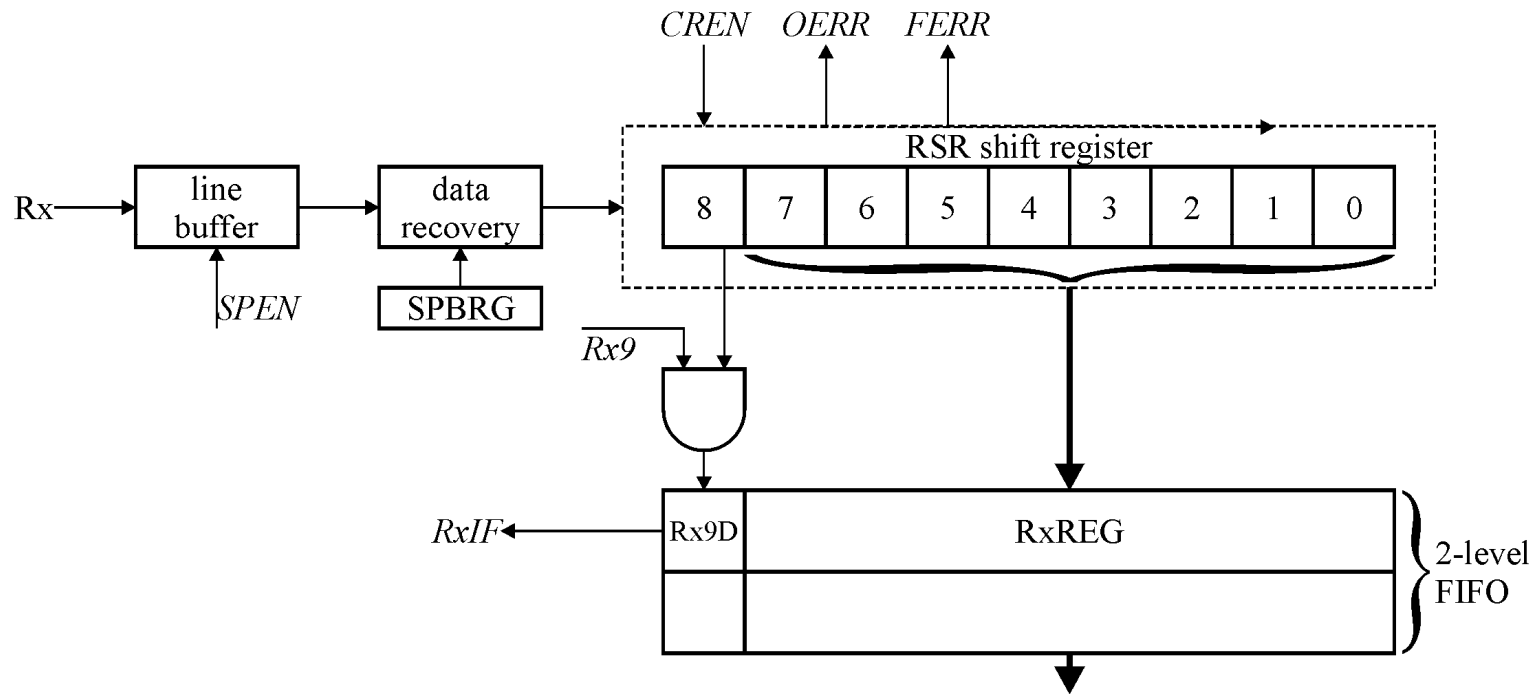 CREN OERR FERR
RSR shift register
Rx
line
buffer
data
recovery
8 7 6 5 4 3 2 1 0
SPEN
SPBRG
Rx9
RxIF
Rx9D
RxREG
2-level
FIFO